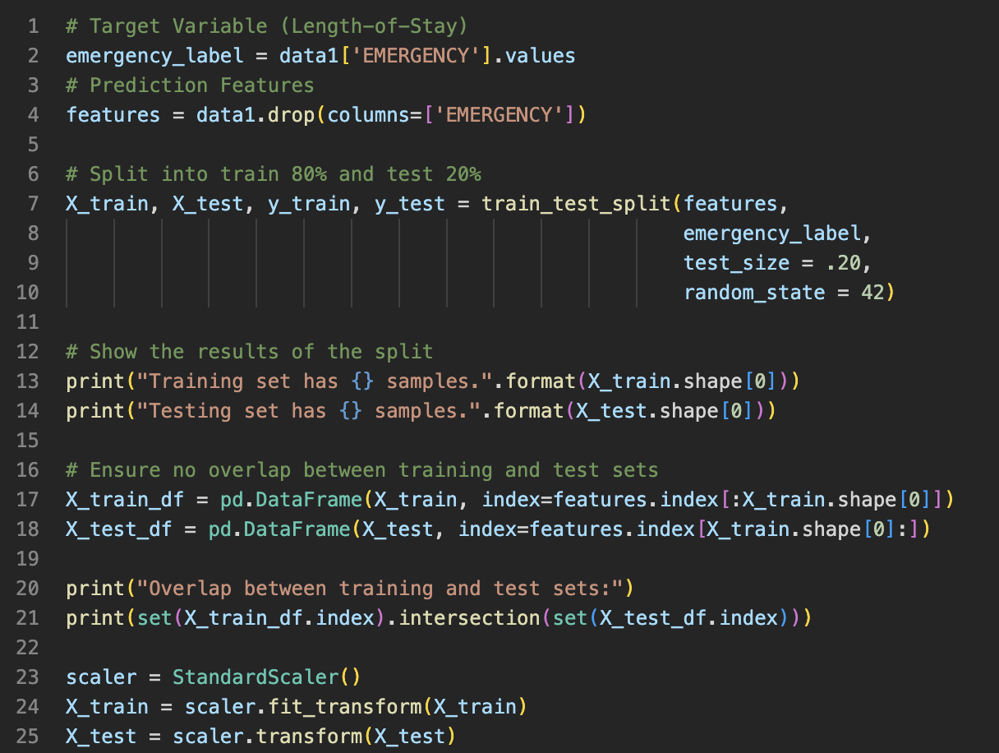 1 # Target Variable (Length-of-Stay)
2 emergency_label = data1['EMERGENCY'].values
3 # Prediction Features
4 features = data1.drop(columns=['EMERGENCY'])
5
6 # Split into train 80% and test 20%
7 X_train, X_test, y_train, y_test = train_test_split(features,
8                                                     emergency_label,
9                                                     test_size = .20,
10                                                    random_state = 42)
11
12 # Show the results of the split
13 print("Training set has {} samples.".format(X_train.shape[0]))
14 print("Testing set has {} samples.".format(X_test.shape[0]))
15
16 # Ensure no overlap between training and test sets
17 X_train_df = pd.DataFrame(X_train, index=features.index[:X_train.shape[0]])
18 X_test_df = pd.DataFrame(X_test, index=features.index[X_train.shape[0]:])
19
20 print("Overlap between training and test sets:")
21 print(set(X_train_df.index).intersection(set(X_test_df.index)))
22
23 scaler = StandardScaler()
24 X_train = scaler.fit_transform(X_train)
25 X_test = scaler.transform(X_test)